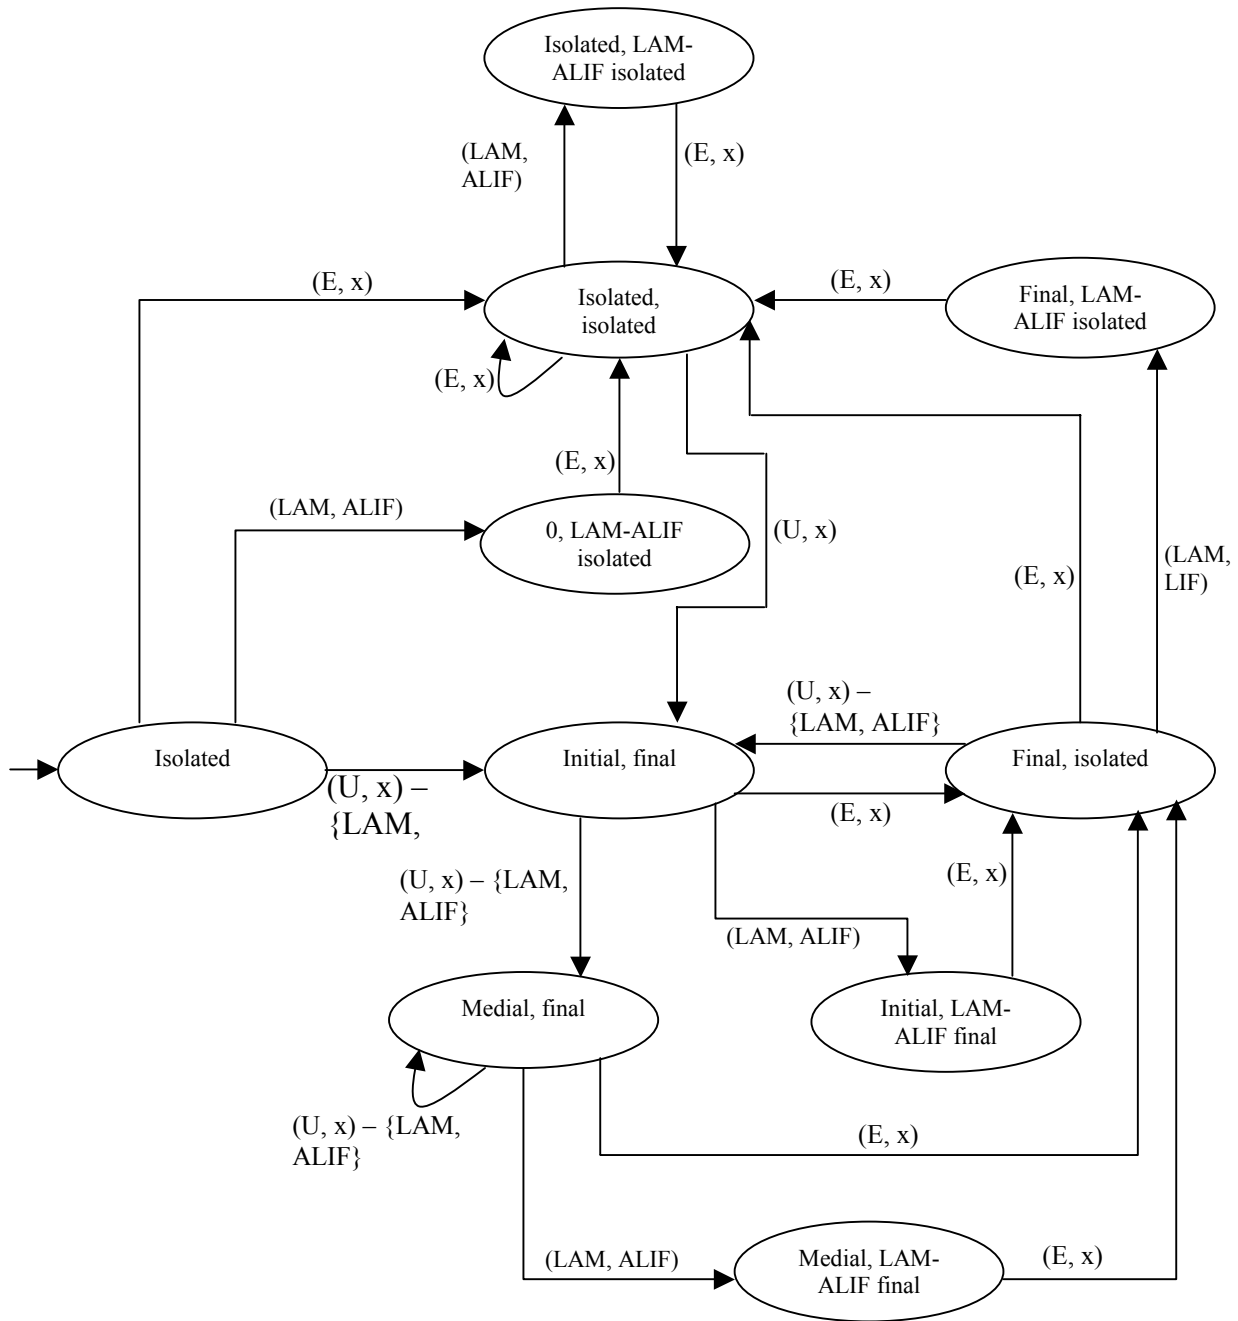 Isolated, LAM-
ALIF isolated
(LAM,
ALIF)
(E, x)
(E, x)
Isolated,
isolated
(E, x)
Final, LAM-
ALIF isolated
(E, x)
(E, x)
(LAM, ALIF)
0, LAM-ALIF
isolated
(U, x)
(E, x)
(LAM,
LIF)
(U, x) –
{LAM, ALIF}
Isolated
(U, x) –
{LAM,
Initial, final
(E, x)
Final, isolated
(U, x) – {LAM,
ALIF}
(E, x)
(LAM, ALIF)
Medial, final
Initial, LAM-
ALIF final
(U, x) – {LAM,
ALIF}
(E, x)
(LAM, ALIF)
Medial, LAM-
ALIF final
(E, x)